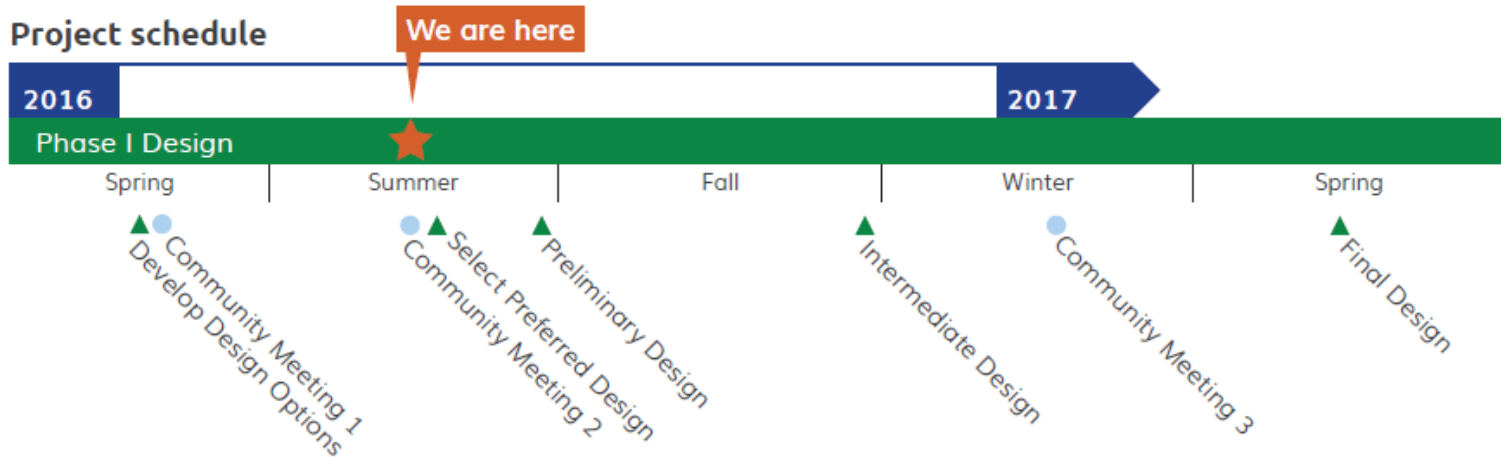 Project schedule
We are here
2016
2017
Phase I Design
Spring
Summer
Fall
Winter
Spring
Develop Design Options
Community Meeting 1
Community Meeting 2
Select Preferred Design
Preliminary Design
Intermediate Design
Community Meeting 3
Final Design